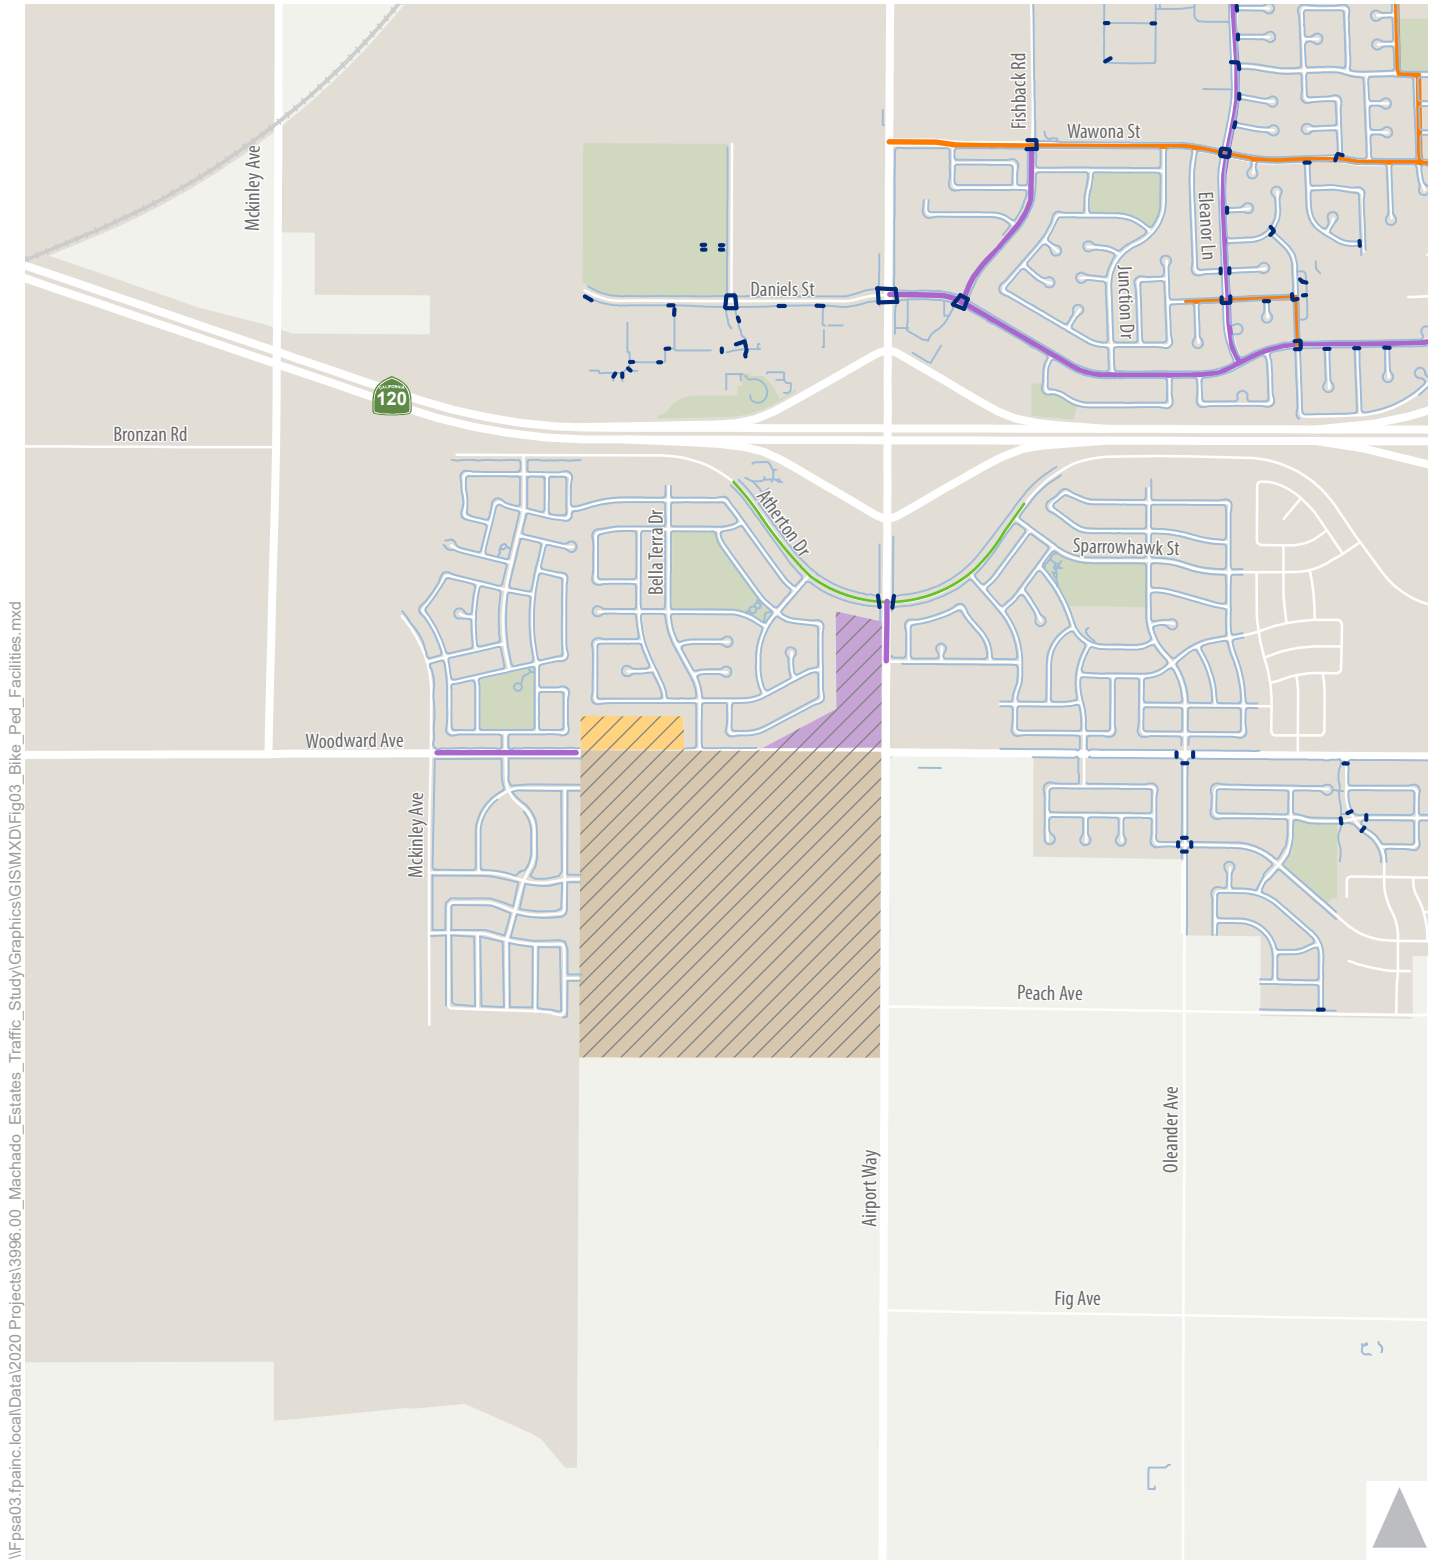 Fishback Rd
Wawona St
Mckinley Ave
Eleanor Ln
Junction Dr
Daniels St
CALIFORNIA
120
Bronzan Rd
Atherton Dr
Bella Terra Dr
Sparrowhawk St
Woodward Ave
Mckinley Ave
Peach Ave
Oleander Ave
Airport Way
Fig Ave
\\Fpsa03.fpainc.local\Data\2020 Projects\3996.00_Machado_Estates_Traffic_Study\Graphics\GIS\MXD\Fig03_Bike_Ped_Facilities.mxd